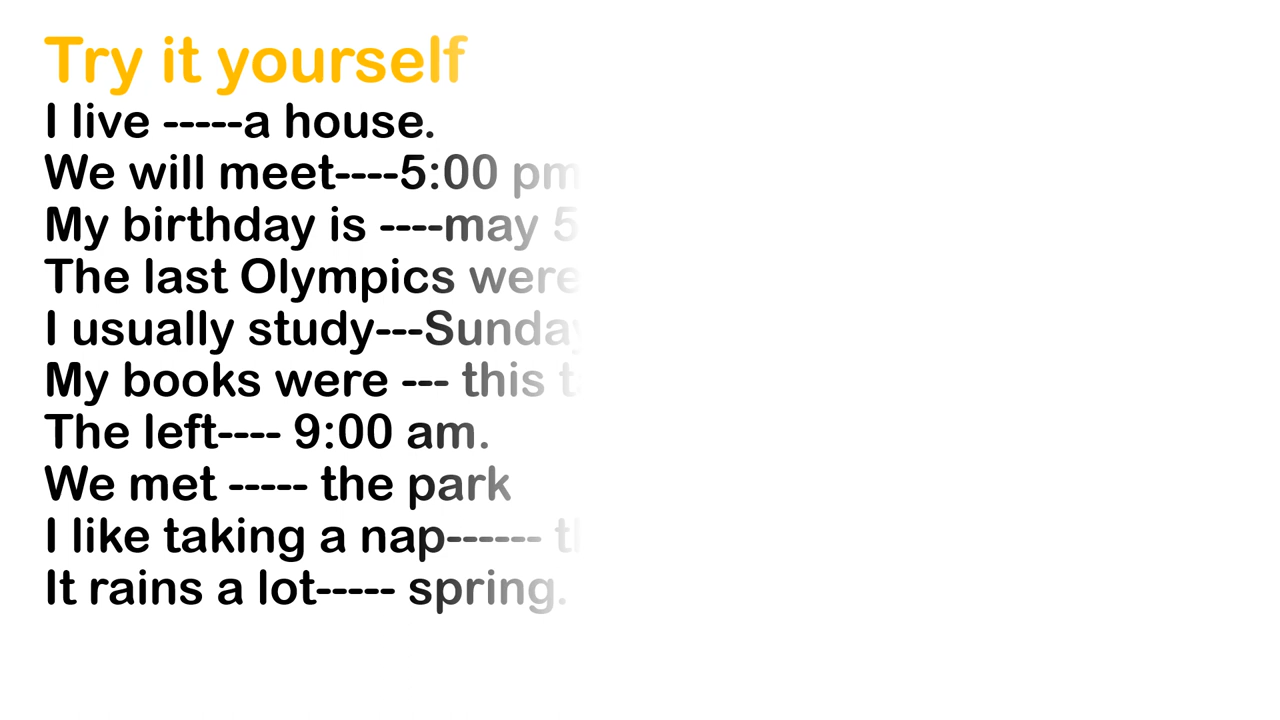 Try it yourself
I live -----a house.
We will meet----5:00 pm
My birthday is ----may 5
The last Olympics were
I usually study---Sunday
My books were --- this
The left---- 9:00 am.
We met ----- the park
I like taking a nap------
It rains a lot----- spring.